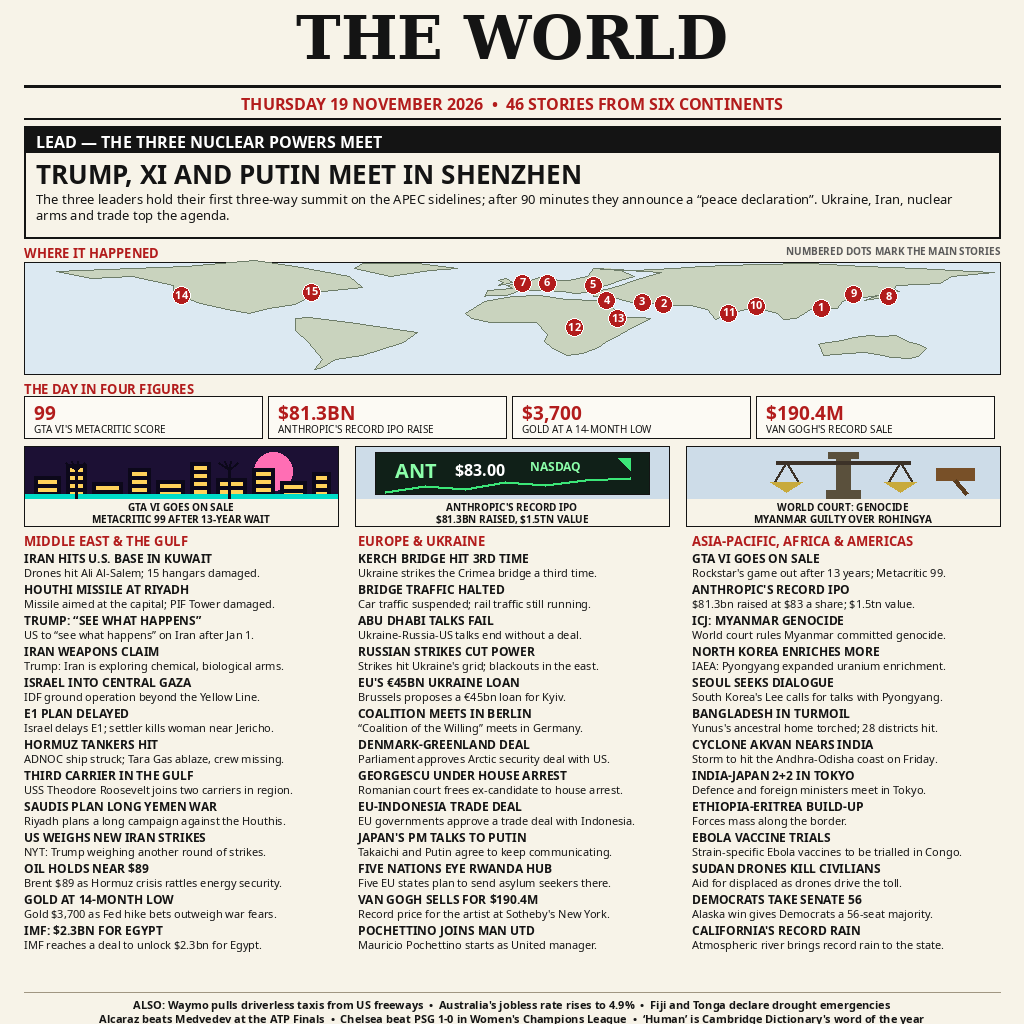 THE WORLD
THURSDAY 19 NOVEMBER 2026 • 46 STORIES FROM SIX CONTINENTS
LEAD — THE THREE NUCLEAR POWERS MEET
TRUMP, XI AND PUTIN MEET IN SHENZHEN
The three leaders hold their first three-way summit on the APEC sidelines; after 90 minutes they announce a “peace declaration”. Ukraine, Iran, nuclear
arms and trade top the agenda.
WHERE IT HAPPENED
NUMBERED DOTS MARK THE MAIN STORIES
14
15
7
6
5
4
3
2
13
12
11
10
1
9
8
THE DAY IN FOUR FIGURES
99
GTA VI'S METACRITIC SCORE
$81.3BN
ANTHROPIC'S RECORD IPO RAISE
$3,700
GOLD AT A 14-MONTH LOW
$190.4M
VAN GOGH'S RECORD SALE
GTA VI GOES ON SALE
METACRITIC 99 AFTER 13-YEAR WAIT
ANT $83.00 NASDAQ
ANTHROPIC'S RECORD IPO
$81.3BN RAISED, $1.5TN VALUE
WORLD COURT: GENOCIDE
MYANMAR GUILTY OVER ROHINGYA
MIDDLE EAST & THE GULF
IRAN HITS U.S. BASE IN KUWAIT
Drones hit Ali Al-Salem; 15 hangars damaged.
HOUTHI MISSILE AT RIYADH
Missile aimed at the capital; PIF Tower damaged.
TRUMP: “SEE WHAT HAPPENS”
US to “see what happens” on Iran after Jan 1.
IRAN WEAPONS CLAIM
Trump: Iran is exploring chemical, biological arms.
ISRAEL INTO CENTRAL GAZA
IDF ground operation beyond the Yellow Line.
E1 PLAN DELAYED
Israel delays E1; settler kills woman near Jericho.
HORMUZ TANKERS HIT
ADNOC ship struck; Tara Gas ablaze, crew missing.
THIRD CARRIER IN THE GULF
USS Theodore Roosevelt joins two carriers in region.
SAUDIS PLAN LONG YEMEN WAR
Riyadh plans a long campaign against the Houthis.
US WEIGHS NEW IRAN STRIKES
NYT: Trump weighing another round of strikes.
OIL HOLDS NEAR $89
Brent $89 as Hormuz crisis rattles energy security.
GOLD AT 14-MONTH LOW
Gold $3,700 as Fed hike bets outweigh war fears.
IMF: $2.3BN FOR EGYPT
IMF reaches a deal to unlock $2.3bn for Egypt.
EUROPE & UKRAINE
KERCH BRIDGE HIT 3RD TIME
Ukraine strikes the Crimea bridge a third time.
BRIDGE TRAFFIC HALTED
Car traffic suspended; rail traffic still running.
ABU DHABI TALKS FAIL
Ukraine-Russia-US talks end without a deal.
RUSSIAN STRIKES CUT POWER
Strikes hit Ukraine's grid; blackouts in the east.
EU'S €45BN UKRAINE LOAN
Brussels proposes a €45bn loan for Kyiv.
COALITION MEETS IN BERLIN
“Coalition of the Willing” meets in Germany.
DENMARK-GREENLAND DEAL
Parliament approves Arctic security deal with US.
GEORGESCU UNDER HOUSE ARREST
Romanian court frees ex-candidate to house arrest.
EU-INDONESIA TRADE DEAL
EU governments approve a trade deal with Indonesia.
JAPAN'S PM TALKS TO PUTIN
Takaichi and Putin agree to keep communicating.
FIVE NATIONS EYE RWANDA HUB
Five EU states plan to send asylum seekers there.
VAN GOGH SELLS FOR $190.4M
Record price for the artist at Sotheby's New York.
POCHETTINO JOINS MAN UTD
Mauricio Pochettino starts as United manager.
ASIA-PACIFIC, AFRICA & AMERICAS
GTA VI GOES ON SALE
Rockstar's game out after 13 years; Metacritic 99.
ANTHROPIC'S RECORD IPO
$81.3bn raised at $83 a share; $1.5tn value.
ICJ: MYANMAR GENOCIDE
World court rules Myanmar committed genocide.
NORTH KOREA ENRICHES MORE
IAEA: Pyongyang expanded uranium enrichment.
SEOUL SEEKS DIALOGUE
South Korea's Lee calls for talks with Pyongyang.
BANGLADESH IN TURMOIL
Yunus's ancestral home torched; 28 districts hit.
CYCLONE AKVAN NEARS INDIA
Storm to hit the Andhra-Odisha coast on Friday.
INDIA-JAPAN 2+2 IN TOKYO
Defence and foreign ministers meet in Tokyo.
ETHIOPIA-ERITREA BUILD-UP
Forces mass along the border.
EBOLA VACCINE TRIALS
Strain-specific Ebola vaccines to be trialled in Congo.
SUDAN DRONES KILL CIVILIANS
Aid for displaced as drones drive the toll.
DEMOCRATS TAKE SENATE 56
Alaska win gives Democrats a 56-seat majority.
CALIFORNIA'S RECORD RAIN
Atmospheric river brings record rain to the state.
ALSO: Waymo pulls driverless taxis from US freeways • Australia's jobless rate rises to 4.9% • Fiji and Tonga declare drought emergencies
Alcaraz beats Medvedev at the ATP Finals • Chelsea beat PSG 1-0 in Women's Champions League • ‘Human’ is Cambridge Dictionary's word of the year